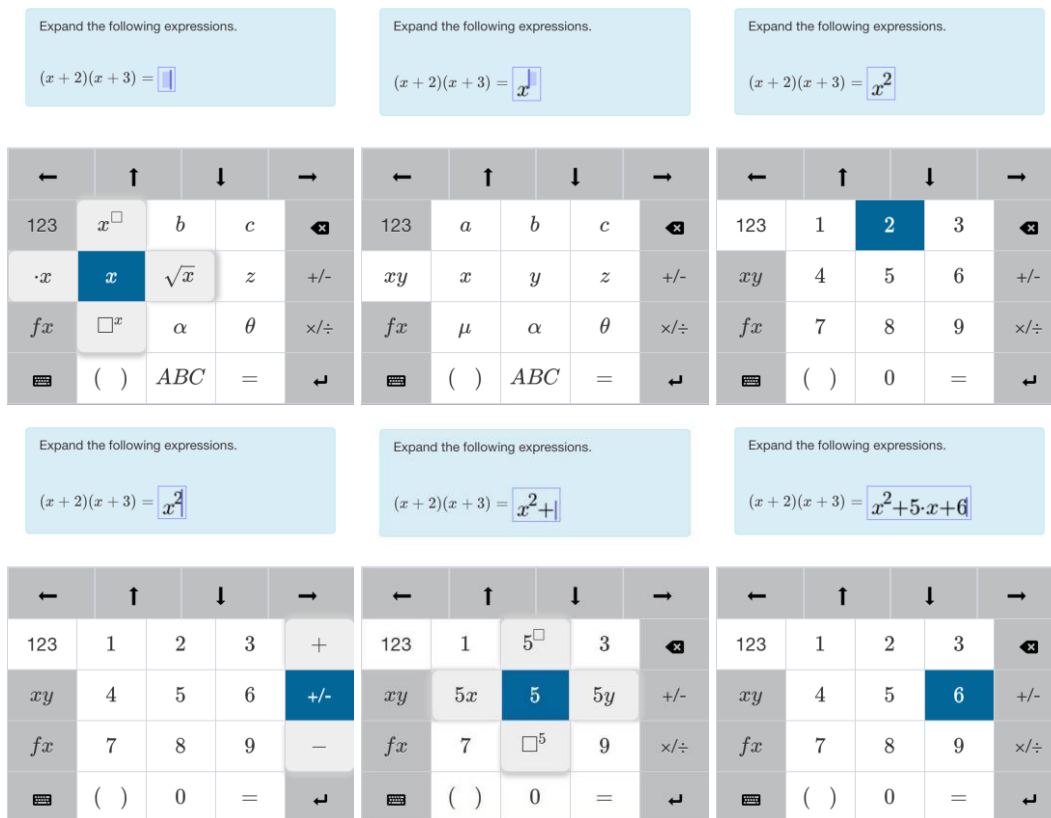 Expand the following expressions.
(x + 2)(x + 3) =
← ↑ ↓ →
123 x^□ b c ⌫
·x x √x z +/-
fx □^x α θ ×/÷
⌨ ( ) ABC = ↵
Expand the following expressions.
(x + 2)(x + 3) = x^□
← ↑ ↓ →
123 a b c ⌫
xy x y z +/-
fx μ α θ ×/÷
⌨ ( ) ABC = ↵
Expand the following expressions.
(x + 2)(x + 3) = x²
← ↑ ↓ →
123 1 2 3 ⌫
xy 4 5 6 +/-
fx 7 8 9 ×/÷
⌨ ( ) 0 = ↵
Expand the following expressions.
(x + 2)(x + 3) = x²
← ↑ ↓ →
123 1 2 3 +
xy 4 5 6 +/-
fx 7 8 9 −
⌨ ( ) 0 = ↵
Expand the following expressions.
(x + 2)(x + 3) = x²+
← ↑ ↓ →
123 1 5^□ 3 ⌫
xy 5x 5 5y +/-
fx 7 □⁵ 9 ×/÷
⌨ ( ) 0 = ↵
Expand the following expressions.
(x + 2)(x + 3) = x²+5·x+6
← ↑ ↓ →
123 1 2 3 ⌫
xy 4 5 6 +/-
fx 7 8 9 ×/÷
⌨ ( ) 0 = ↵